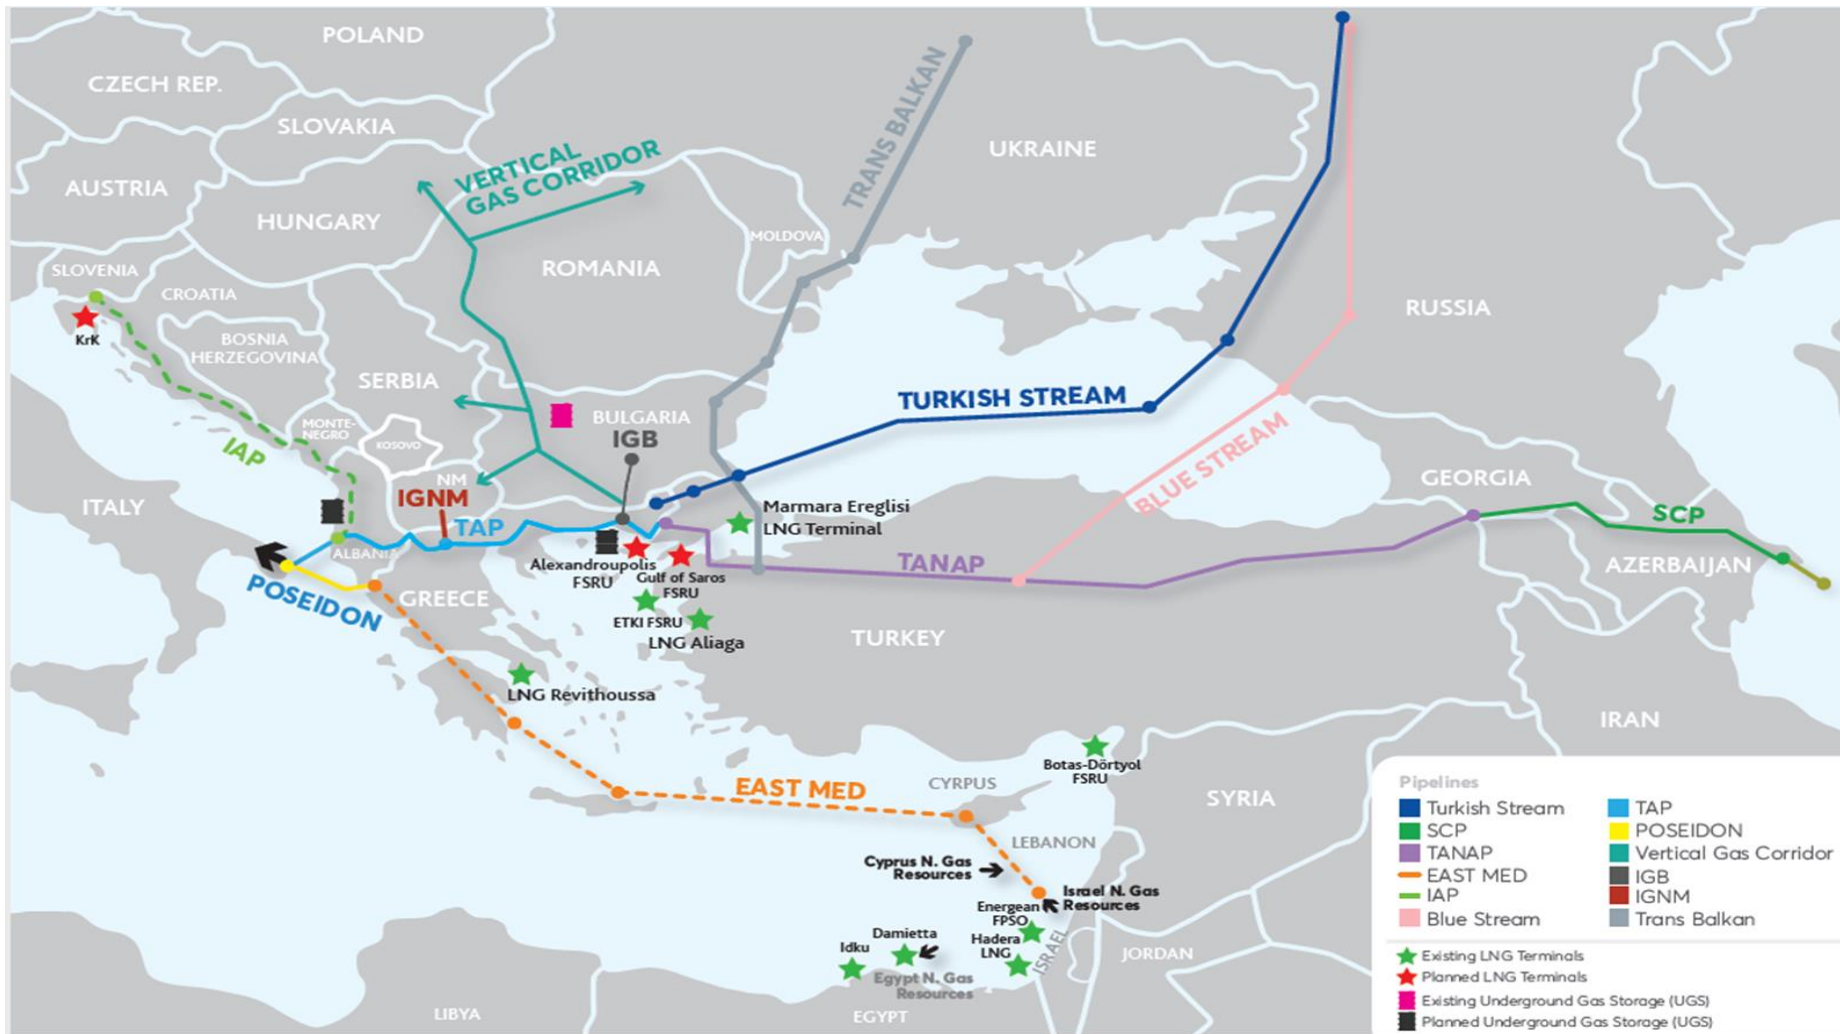 POLAND
CZECH REP.
SLOVAKIA
TRANS BALKAN
UKRAINE
VERTICAL
GAS CORRIDOR
AUSTRIA
HUNGARY
MOLDOVA
SLOVENIA
ROMANIA
CROATIA
RUSSIA
KrK
BOSNIA
HERZEGOVINA
SERBIA
TURKISH STREAM
BULGARIA
MONTE-
NEGRO
KOSOVO
IGB
BLUE STREAM
IAP
GEORGIA
NM
IGNM
ITALY
Marmara Ereglisi
LNG Terminal
SCP
TAP
ALBANIA
Alexandroupolis
FSRU
TANAP
AZERBAIJAN
Gulf of Saros
FSRU
POSEIDON
GREECE
ETKI FSRU
LNG Aliaga
TURKEY
LNG Revithoussa
IRAN
Botas-Dörtyol
FSRU
EAST MED
CYRPUS
SYRIA
LEBANON
Cyprus N. Gas
Resources
Israel N. Gas
Resources
Energean
FPSO
Damietta
Idku
Hadera
LNG
ISRAEL
JORDAN
Egypt N. Gas
Resources
LIBYA
EGYPT
Pipelines
Turkish Stream
SCP
TANAP
EAST MED
IAP
Blue Stream
TAP
POSEIDON
Vertical Gas Corridor
IGB
IGNM
Trans Balkan
Existing LNG Terminals
Planned LNG Terminals
Existing Underground Gas Storage (UGS)
Planned Underground Gas Storage (UGS)